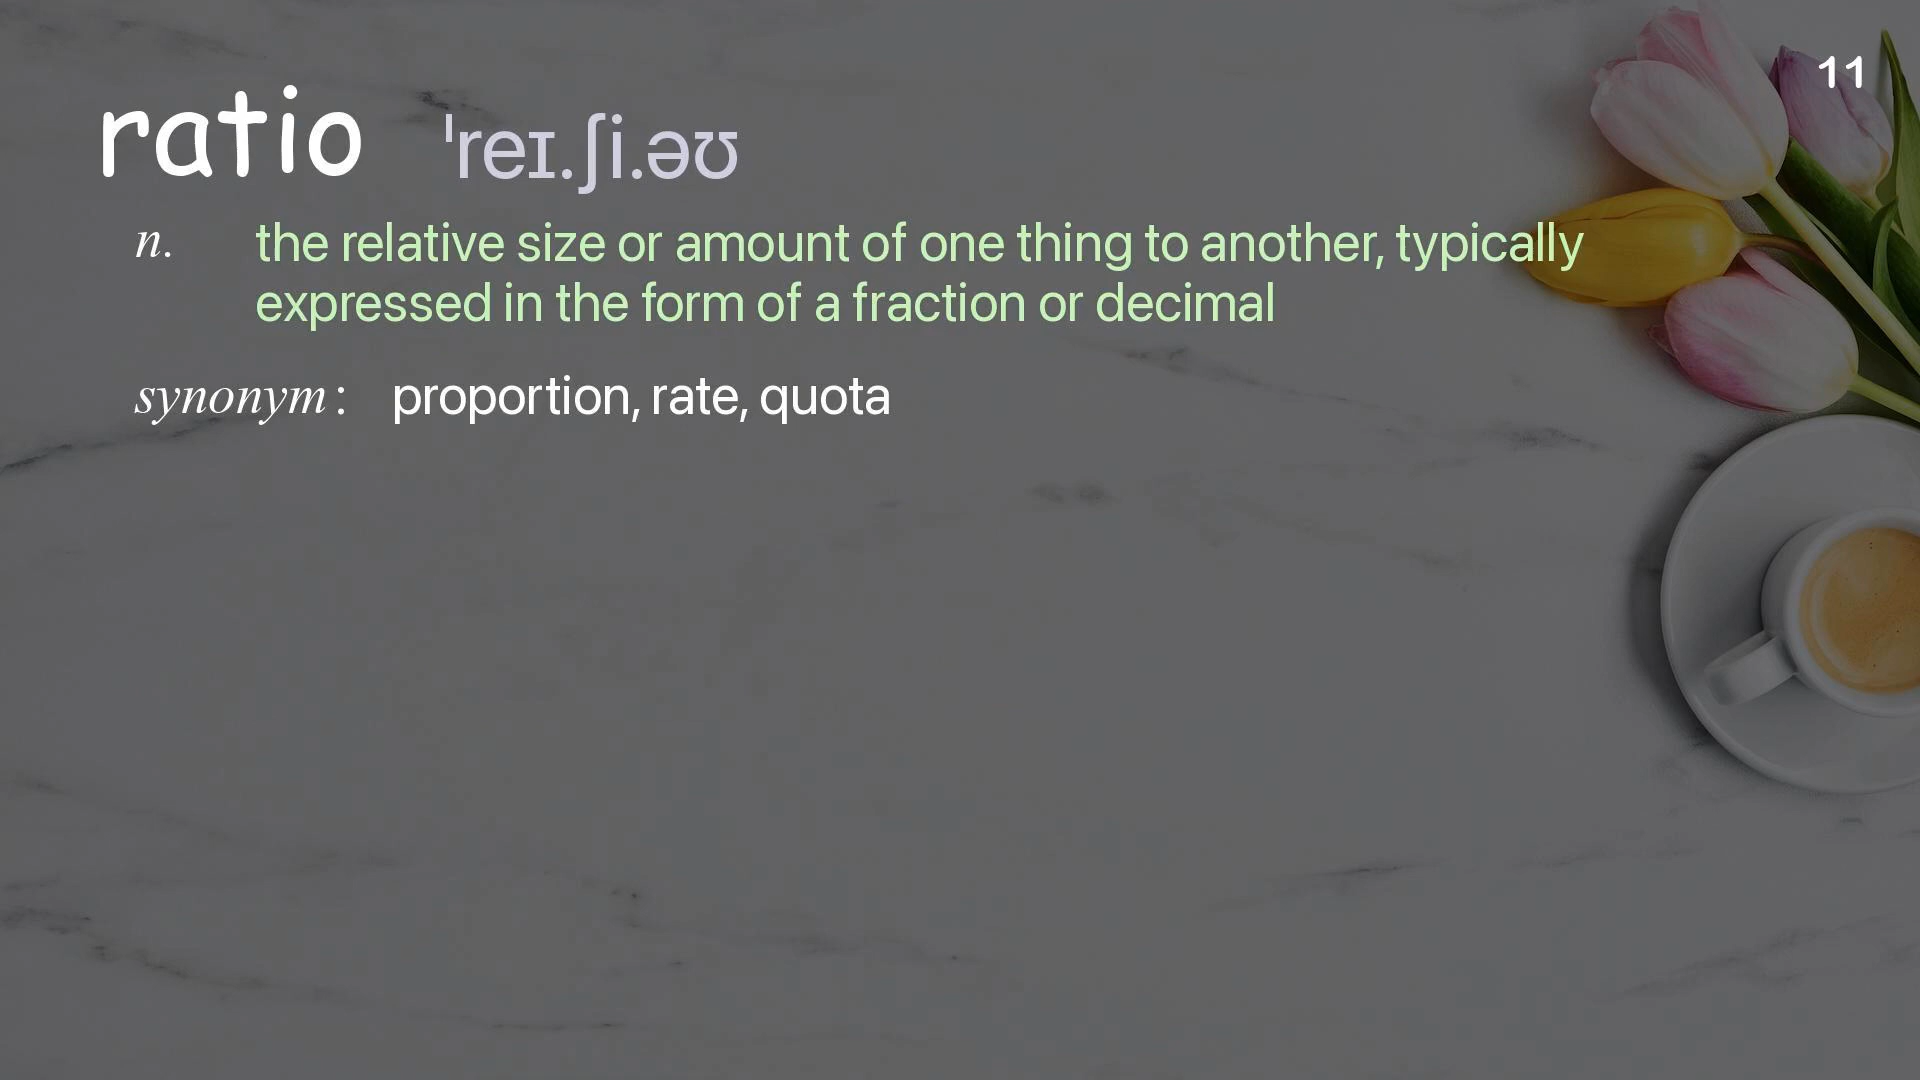 11
ratio ˈreɪ.ʃi.əʊ
n. the relative size or amount of one thing to another, typically
expressed in the form of a fraction or decimal
synonym: proportion, rate, quota